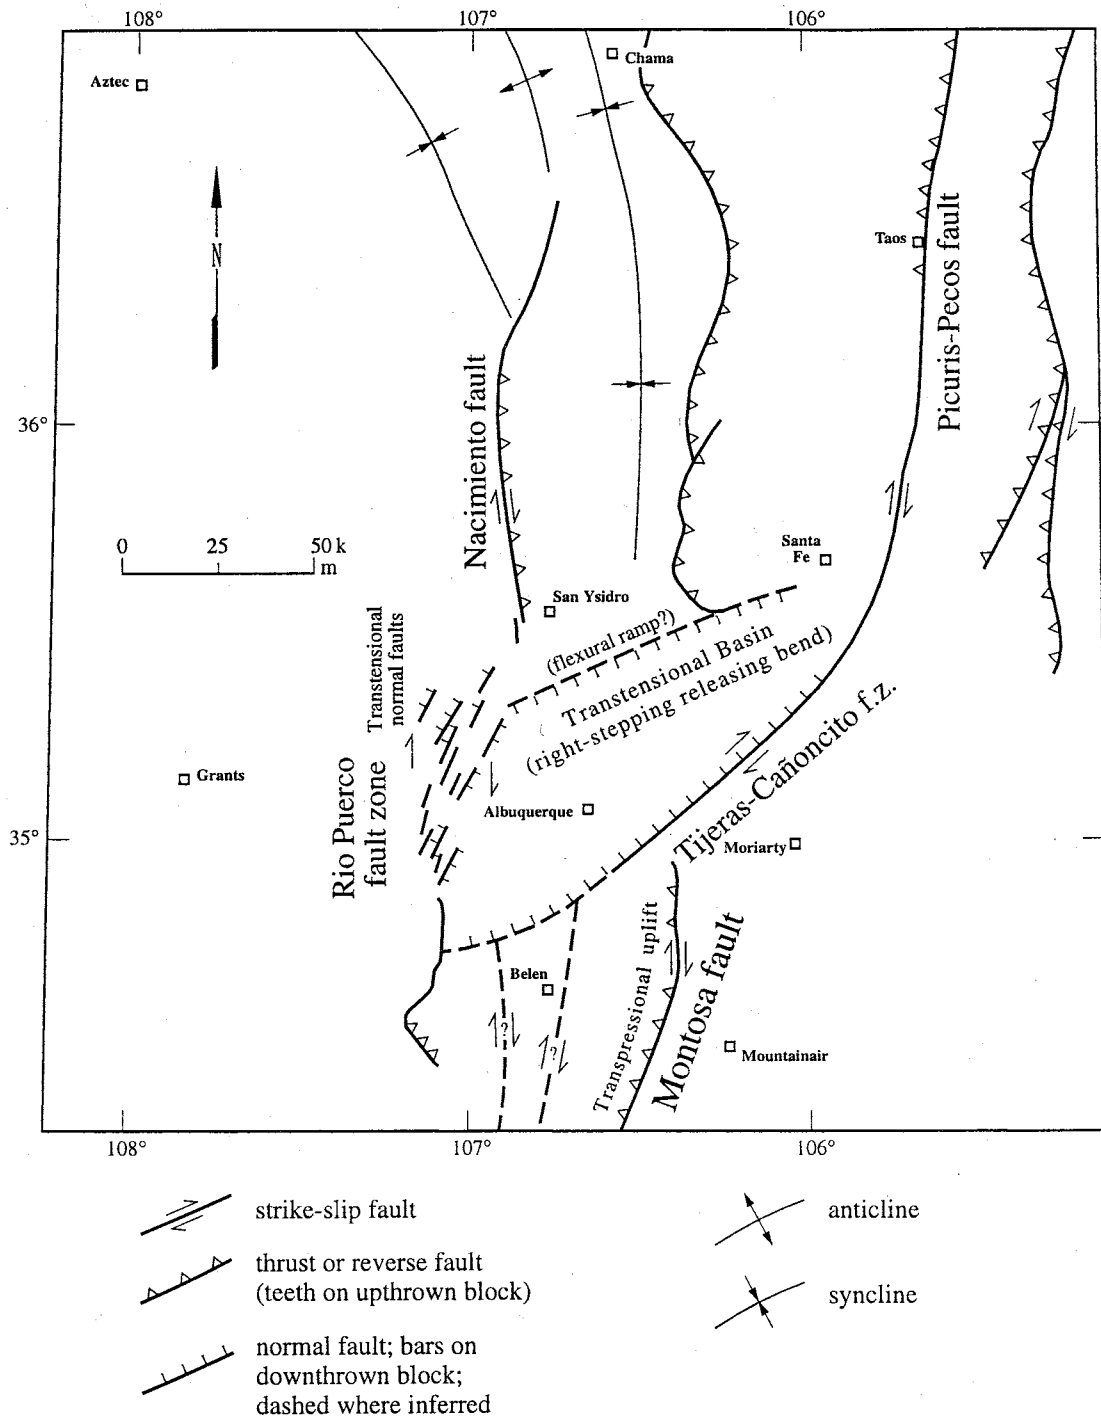 108°
107°
106°
Aztec
Chama
N
Taos
Picuris-Pecos fault
36°
Nacimiento fault
0
25
50 k
m
Santa
Fe
San Ysidro
Transtensional
normal faults
(flexural ramp?)
Transtensional Basin
(right-stepping releasing bend)
Tijeras-Cañoncito f.z.
Grants
Rio Puerco
fault zone
Albuquerque
35°
Moriarty
Transpressional uplift
Montosa fault
Belen
?
?
Mountainair
108°
107°
106°
strike-slip fault
thrust or reverse fault
(teeth on upthrown block)
normal fault; bars on
downthrown block;
dashed where inferred
anticline
syncline